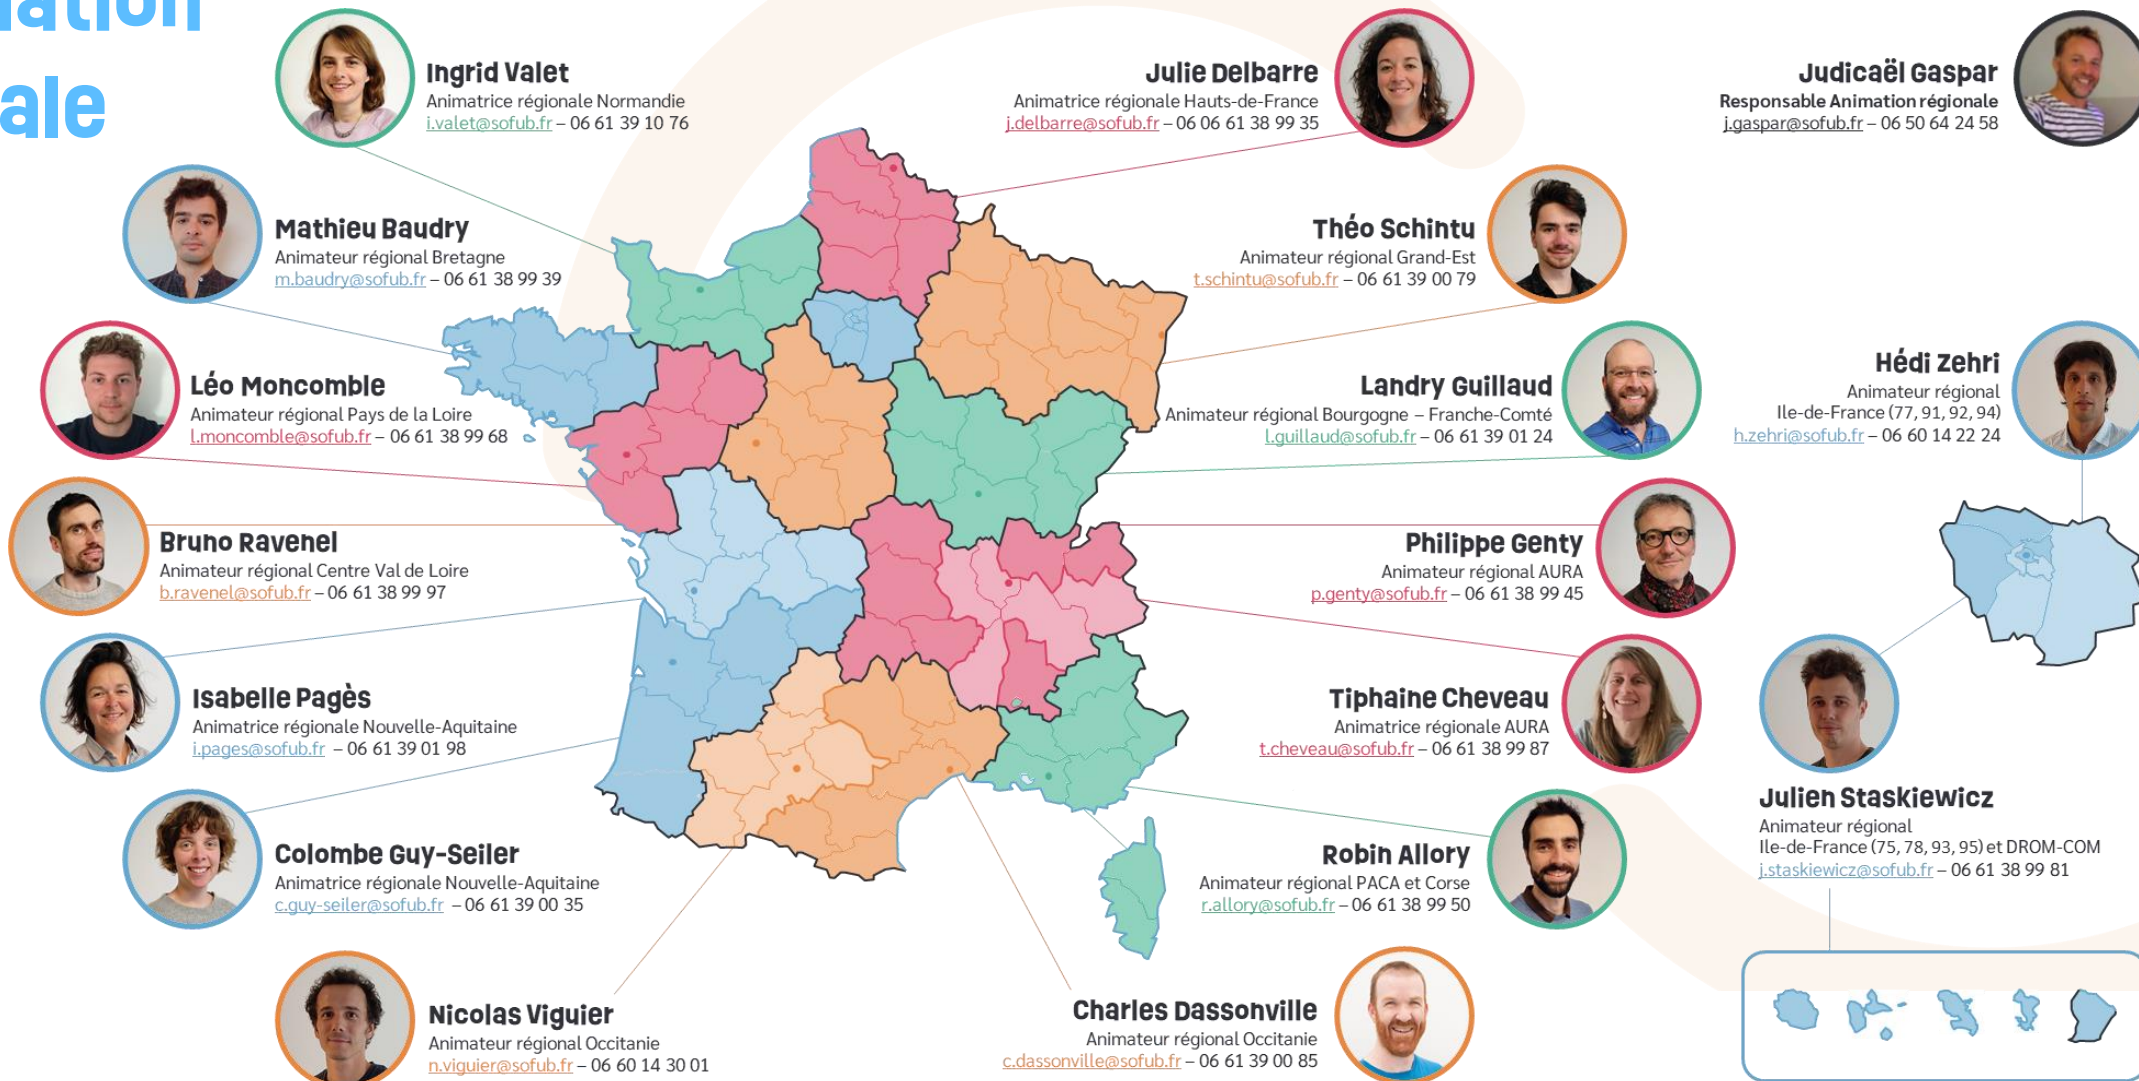 ale
Ingrid Valet
Animatrice régionale Normandie
i.valet@sofub.fr – 06 61 39 10 76
Julie Delbarre
Animatrice régionale Hauts-de-France
j.delbarre@sofub.fr – 06 06 61 38 99 35
Judicaël Gaspar
Responsable Animation régionale
j.gaspar@sofub.fr – 06 50 64 24 58
Mathieu Baudry
Animateur régional Bretagne
m.baudry@sofub.fr – 06 61 38 99 39
Théo Schintu
Animateur régional Grand-Est
t.schintu@sofub.fr – 06 61 39 00 79
Léo Moncomble
Animateur régional Pays de la Loire
l.moncomble@sofub.fr – 06 61 38 99 68
Landry Guillaud
Animateur régional Bourgogne – Franche-Comté
l.guillaud@sofub.fr – 06 61 39 01 24
Hédi Zehri
Animateur régional
Ile-de-France (77, 91, 92, 94)
h.zehri@sofub.fr – 06 60 14 22 24
Bruno Ravenel
Animateur régional Centre Val de Loire
b.ravenel@sofub.fr – 06 61 38 99 97
Philippe Genty
Animateur régional AURA
p.genty@sofub.fr – 06 61 38 99 45
Isabelle Pagès
Animatrice régionale Nouvelle-Aquitaine
i.pages@sofub.fr – 06 61 39 01 98
Tiphaine Cheveau
Animatrice régionale AURA
t.cheveau@sofub.fr – 06 61 38 99 87
Julien Staskiewicz
Animateur régional
Ile-de-France (75, 78, 93, 95) et DROM-COM
j.staskiewicz@sofub.fr – 06 61 38 99 81
Colombe Guy-Seiler
Animatrice régionale Nouvelle-Aquitaine
c.guy-seiler@sofub.fr – 06 61 39 00 35
Robin Allory
Animateur régional PACA et Corse
r.allory@sofub.fr – 06 61 38 99 50
Nicolas Viguier
Animateur régional Occitanie
n.viguier@sofub.fr – 06 60 14 30 01
Charles Dassonville
Animateur régional Occitanie
c.dassonville@sofub.fr – 06 61 39 00 85